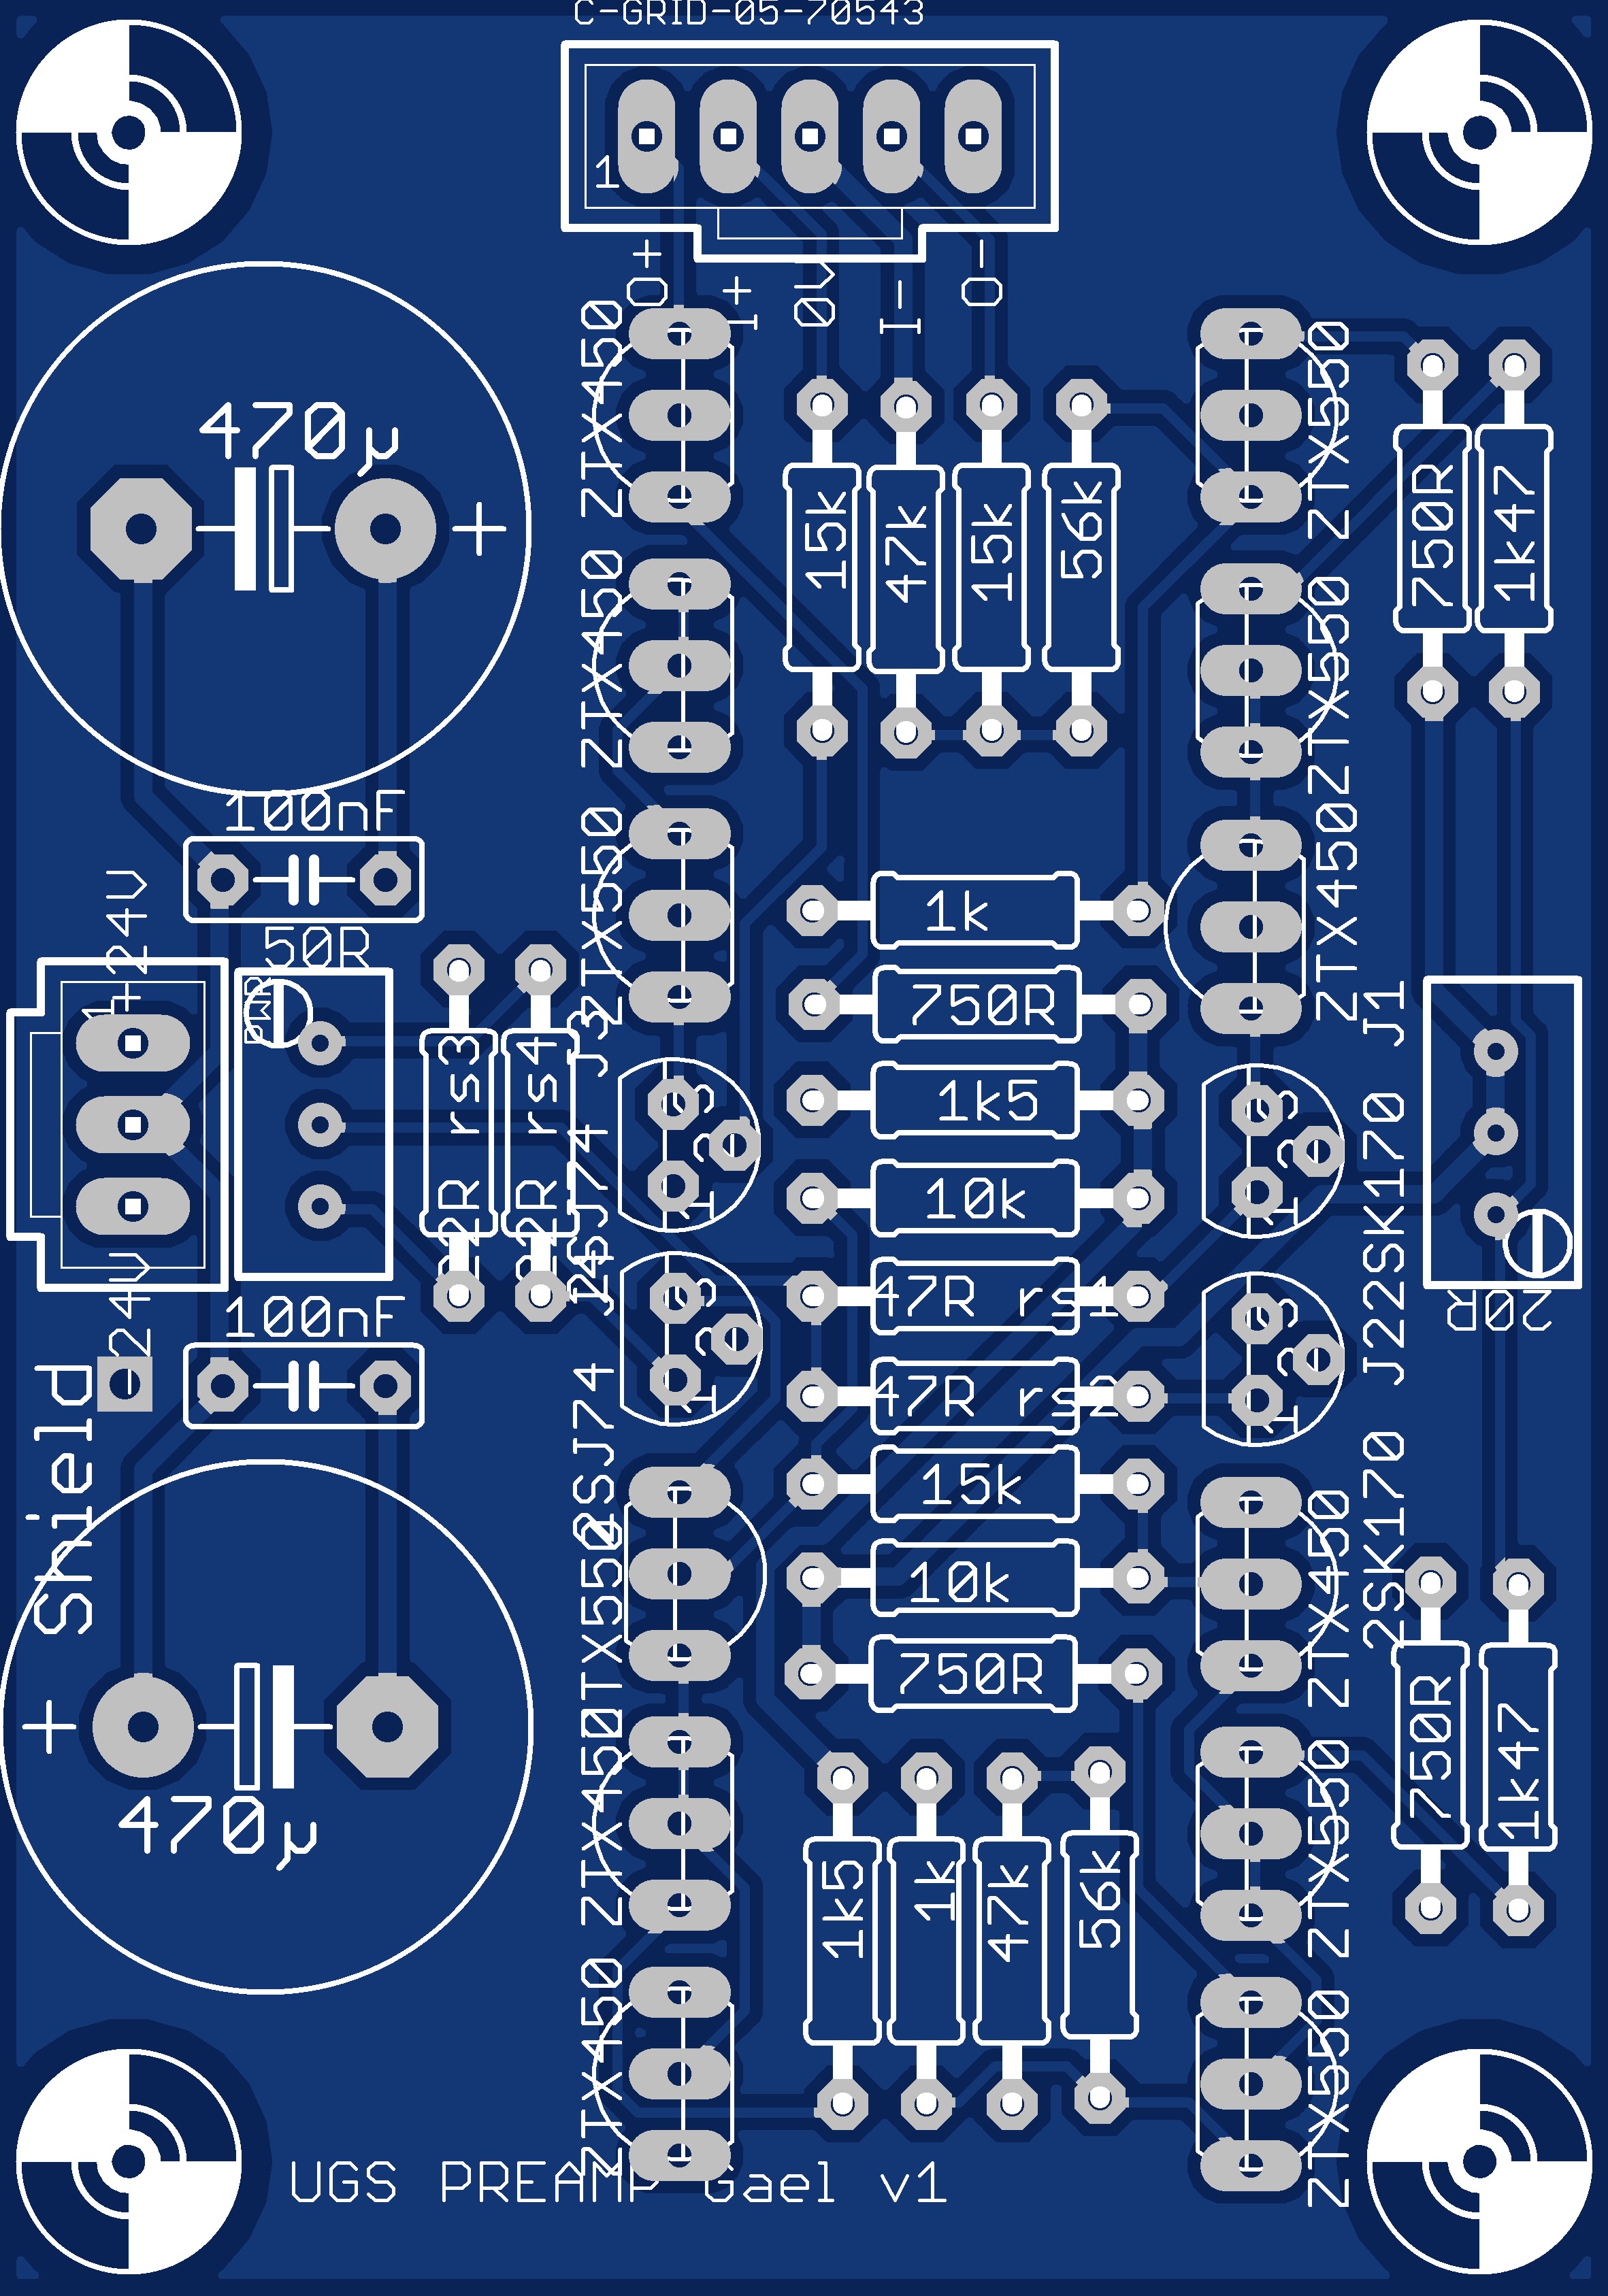 C-GRID-05-70543
1
O+
I+
0V
I-
O-
ZTX450
ZTX550
470µ
+
15k
47k
15k
56k
750R
1k47
ZTX450
ZTX550
100nF
+24V
50R
ZTX550
ZTX450
1k
750R
1
PMR
rs3
22R
rs4
22R
J3
2SJ74
J1
2SK170
1k5
10k
47R rs1
47R rs2
20R
-24V
100nF
Shield
J4
2SJ74
J2
2SK170
15k
10k
750R
ZTX550
ZTX450
750R
1k47
+
470µ
ZTX450
ZTX550
1k5
1k
47k
56k
ZTX450
ZTX550
UGS PREAMP Gael v1